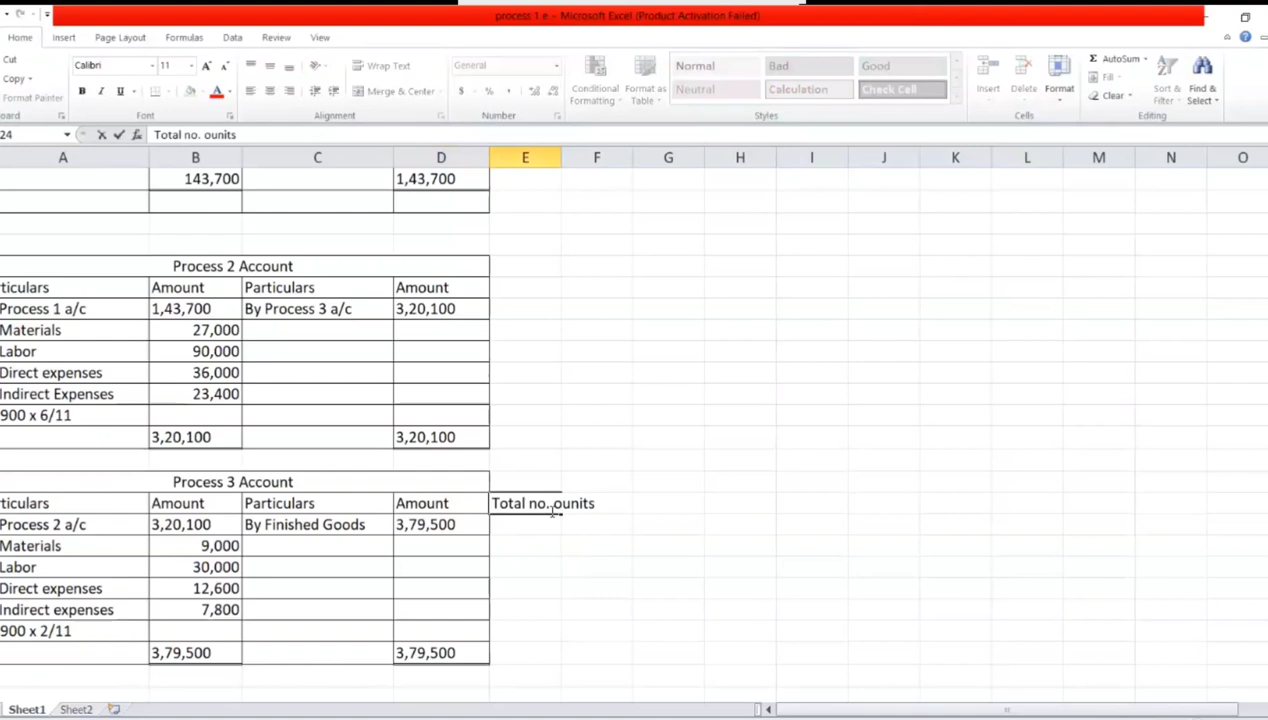 process 1.e - Microsoft Excel (Product Activation Failed)
Home Insert Page Layout Formulas Data Review View
Cut
Copy
Format Painter
Calibri 11
B I U A
Wrap Text
Merge & Center
General
$ % ,
Conditional Formatting
Format as Table
Normal Bad Good
Neutral Calculation Check Cell
Insert Delete Format
AutoSum
Fill
Clear
Sort & Filter
Find & Select
oard Font Alignment Number Styles Cells Editing
24 fx Total no. ounits
A B C D E F G H I J K L M N O
143,700 1,43,700
Process 2 Account
ticulars Amount Particulars Amount
Process 1 a/c 1,43,700 By Process 3 a/c 3,20,100
Materials 27,000
Labor 90,000
Direct expenses 36,000
Indirect Expenses 23,400
900 x 6/11
3,20,100 3,20,100
Process 3 Account
ticulars Amount Particulars Amount Total no. ounits
Process 2 a/c 3,20,100 By Finished Goods 3,79,500
Materials 9,000
Labor 30,000
Direct expenses 12,600
Indirect expenses 7,800
900 x 2/11
3,79,500 3,79,500
Sheet1 Sheet2